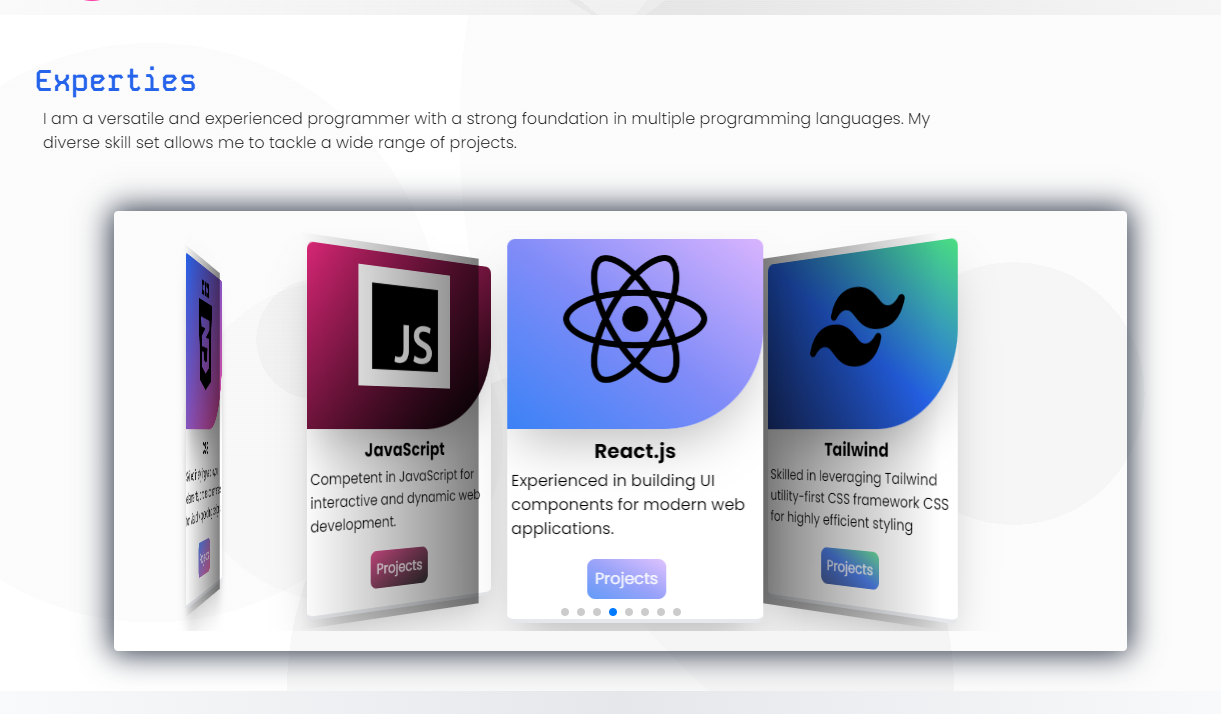 Experties
I am a versatile and experienced programmer with a strong foundation in multiple programming languages. My
diverse skill set allows me to tackle a wide range of projects.
JS
JavaScript
Competent in JavaScript for
interactive and dynamic web
development.
Projects
React.js
Experienced in building UI
components for modern web
applications.
Projects
Tailwind
Skilled in leveraging Tailwind
utility-first CSS framework CSS
for highly efficient styling
Projects